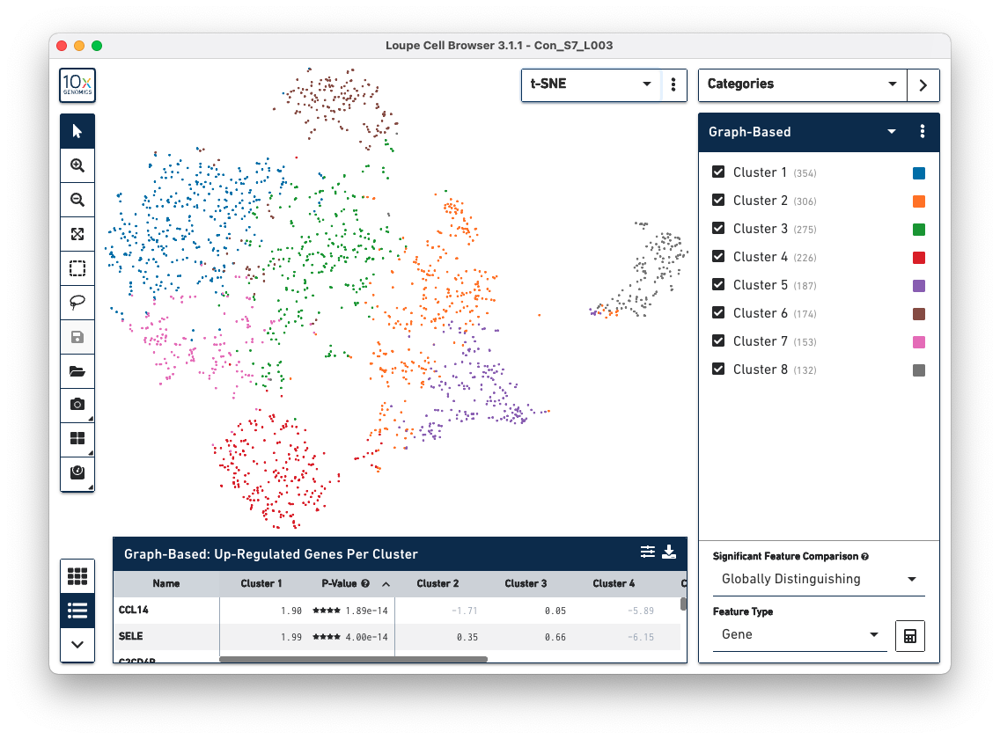 Loupe Cell Browser 3.1.1 - Con_S7_L003
10x
GENOMICS
t-SNE
Categories
Graph-Based
Cluster 1 (354)
Cluster 2 (306)
Cluster 3 (275)
Cluster 4 (226)
Cluster 5 (187)
Cluster 6 (174)
Cluster 7 (153)
Cluster 8 (132)
Graph-Based: Up-Regulated Genes Per Cluster
Name Cluster 1 P-Value Cluster 2 Cluster 3 Cluster 4 C
CCL14 1.90 ★★★★ 1.89e-14 -1.71 0.05 -5.89
SELE 1.99 ★★★★ 4.00e-14 0.35 0.66 -6.15
Significant Feature Comparison
Globally Distinguishing
Feature Type
Gene